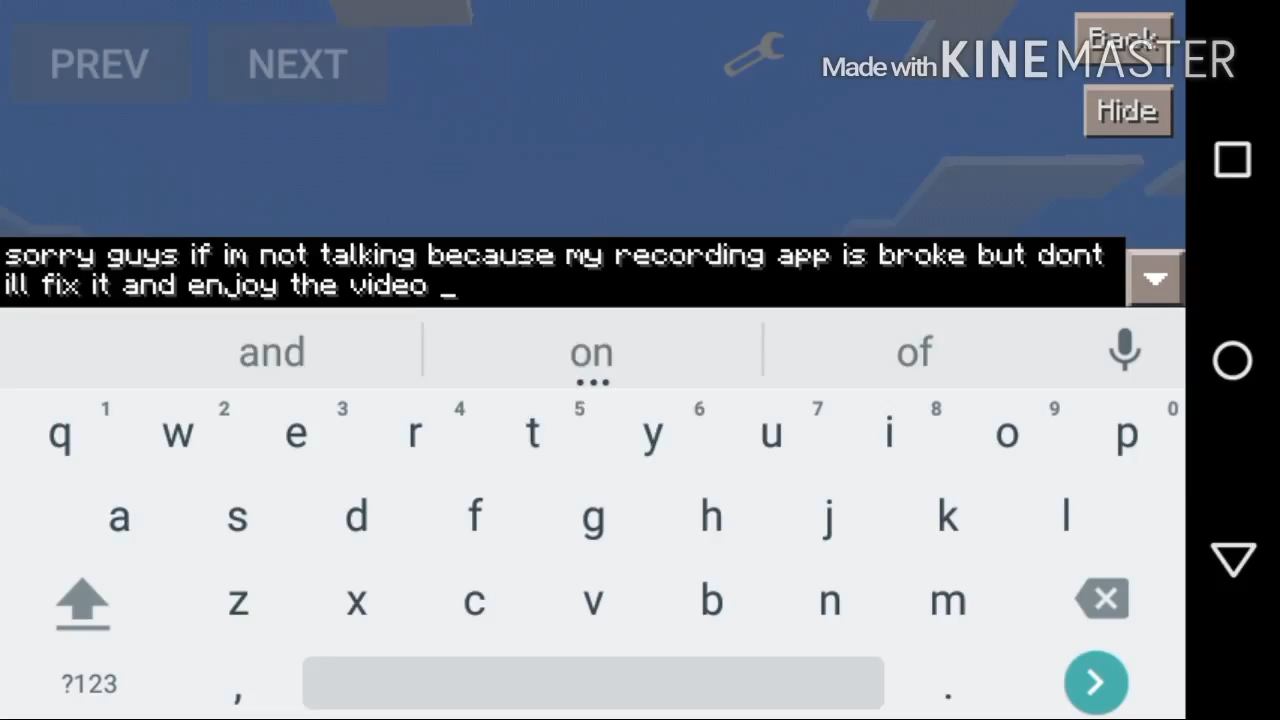 PREV NEXT Back
Made with KINEMASTER
Hide
sorry guys if im not talking because my recording app is broke but dont
ill fix it and enjoy the video _
and on of
1 2 3 4 5 6 7 8 9 0
q w e r t y u i o p
a s d f g h j k l
z x c v b n m
?123 , .